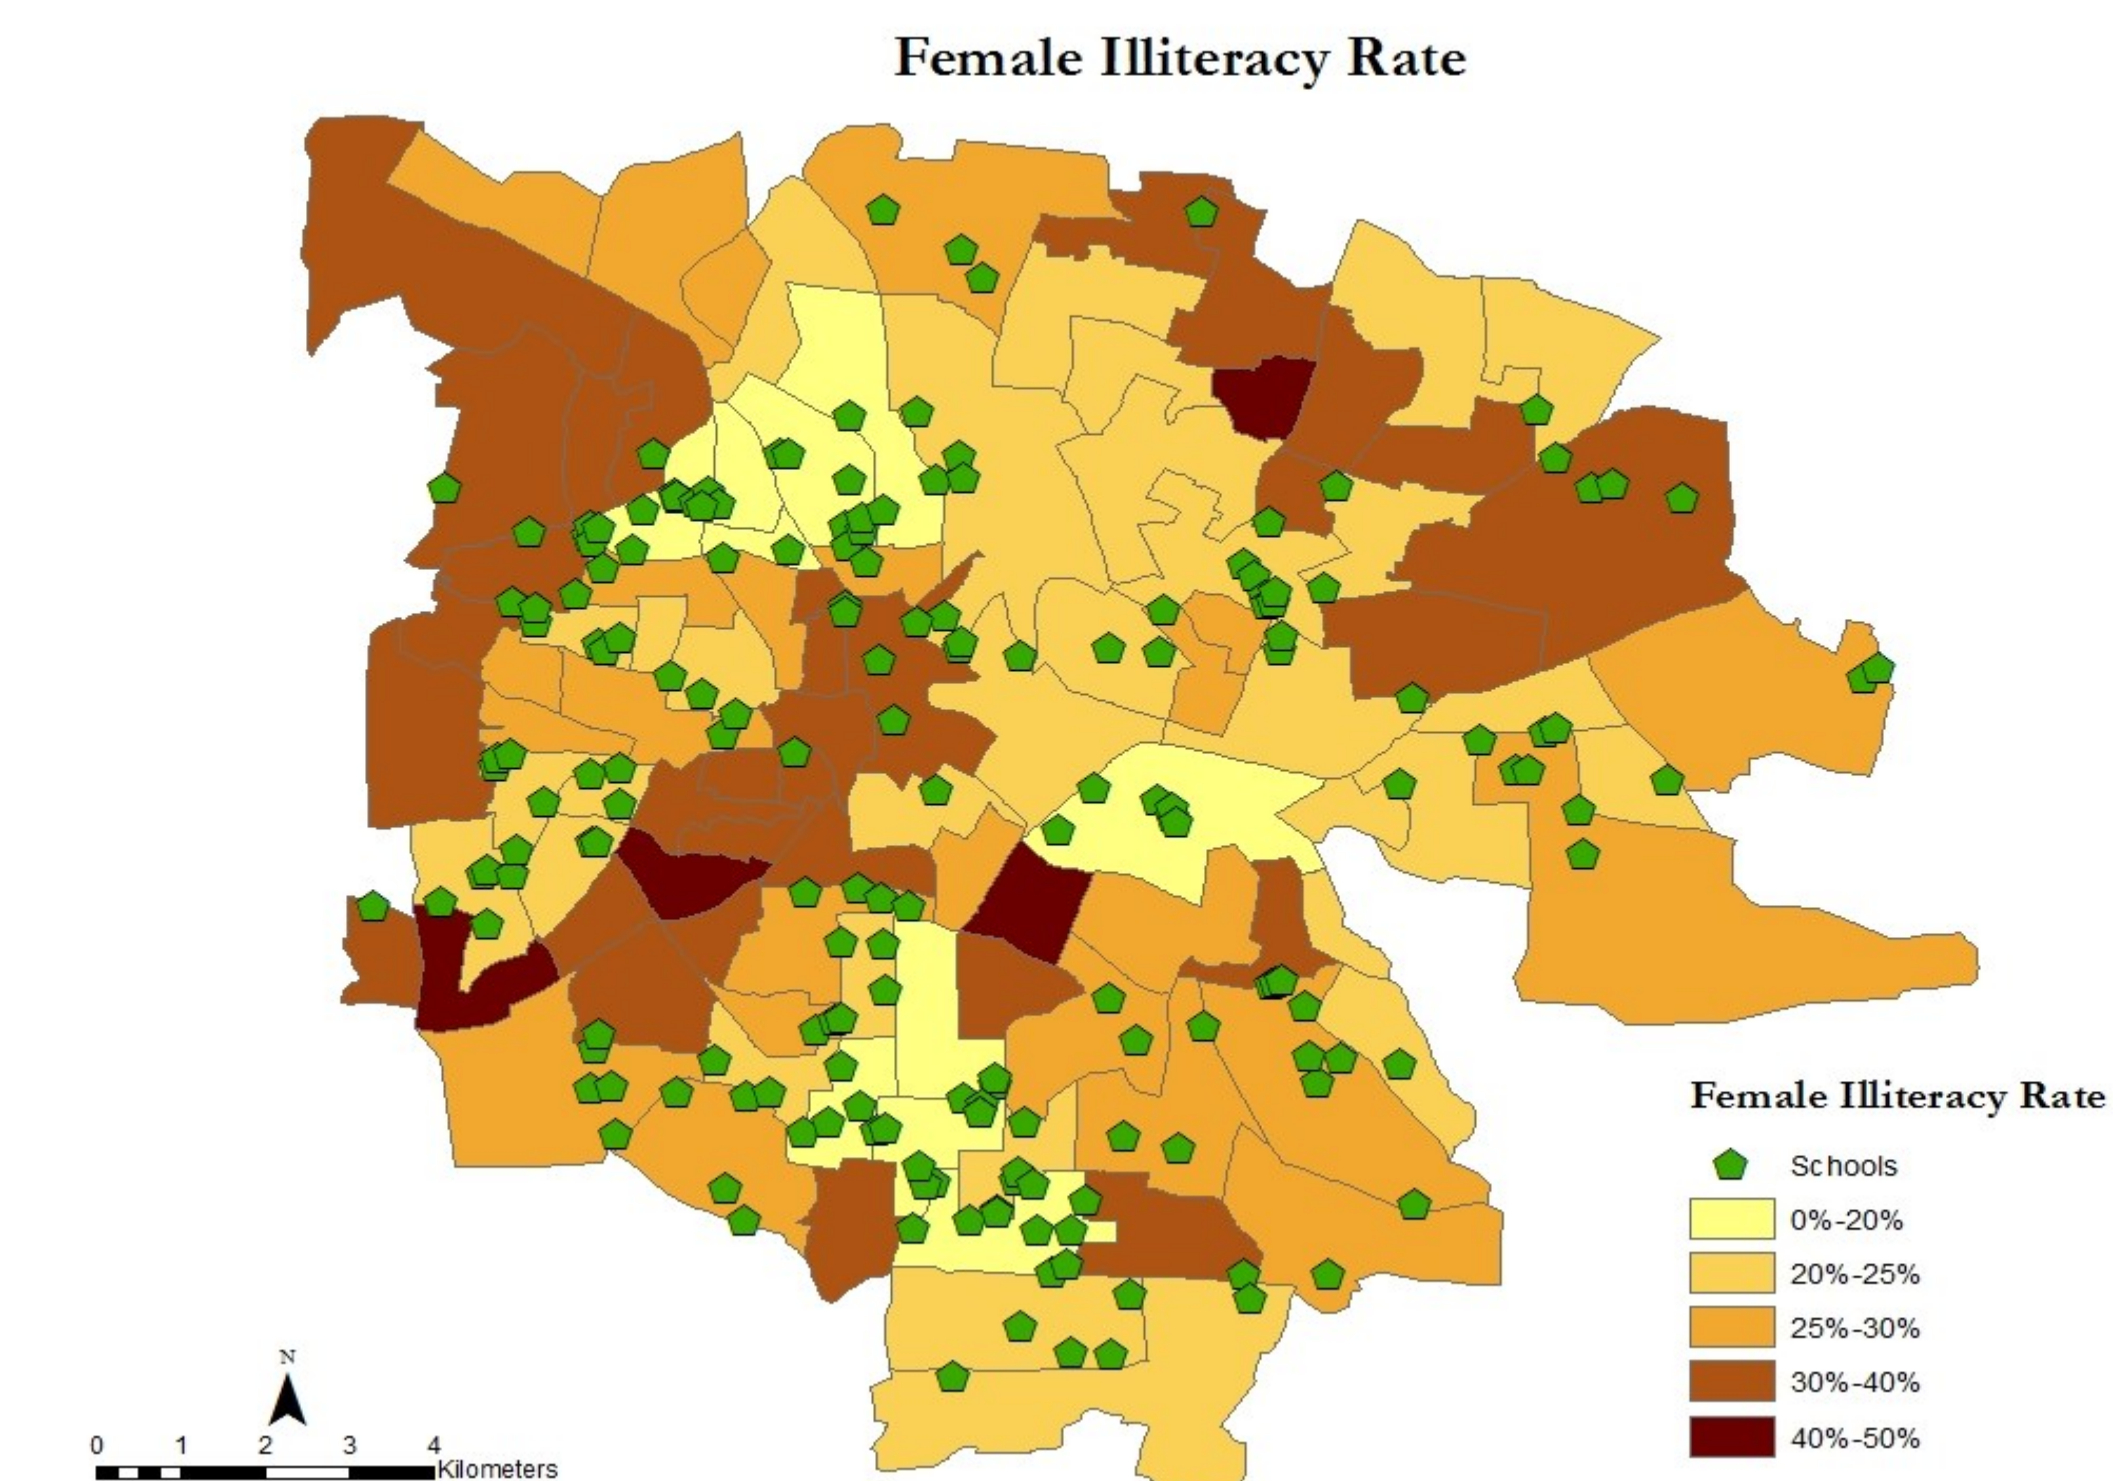 Female Illiteracy Rate
Female Illiteracy Rate
Schools
0%-20%
20%-25%
25%-30%
30%-40%
40%-50%
N
0 1 2 3 4
Kilometers